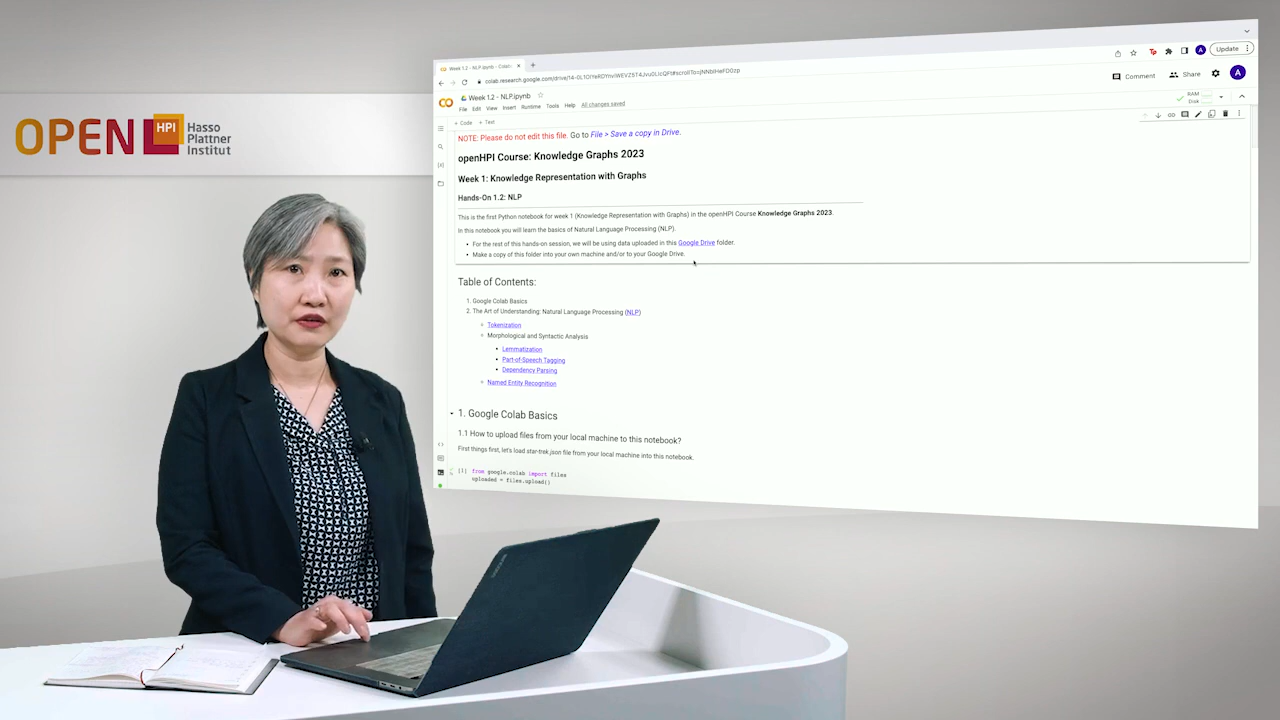 OPEN HPI
Hasso
Plattner
Institut
Week 1.2 - NLP.ipynb - Colab
Update
Week 1.2 - NLP.ipynb
File Edit View Insert Runtime Tools Help All changes saved
Comment
Share
A
RAM
Disk
+ Code + Text
NOTE: Please do not edit this file. Go to File > Save a copy in Drive.
openHPI Course: Knowledge Graphs 2023
Week 1: Knowledge Representation with Graphs
Hands-On 1.2: NLP
This is the first Python notebook for week 1 (Knowledge Representation with Graphs) in the openHPI Course Knowledge Graphs 2023.
In this notebook you will learn the basics of Natural Language Processing (NLP).
• For the rest of this hands-on session, we will be using data uploaded in this Google Drive folder.
• Make a copy of this folder into your own machine and/or to your Google Drive.
Table of Contents:
1. Google Colab Basics
2. The Art of Understanding: Natural Language Processing (NLP)
Tokenization
Morphological and Syntactic Analysis
Lemmatization
Part-of-Speech Tagging
Dependency Parsing
Named Entity Recognition
1. Google Colab Basics
1.1 How to upload files from your local machine to this notebook?
First things first, let's load star-trek.json file from your local machine into this notebook.
[1] from google.colab import files
uploaded = files.upload()